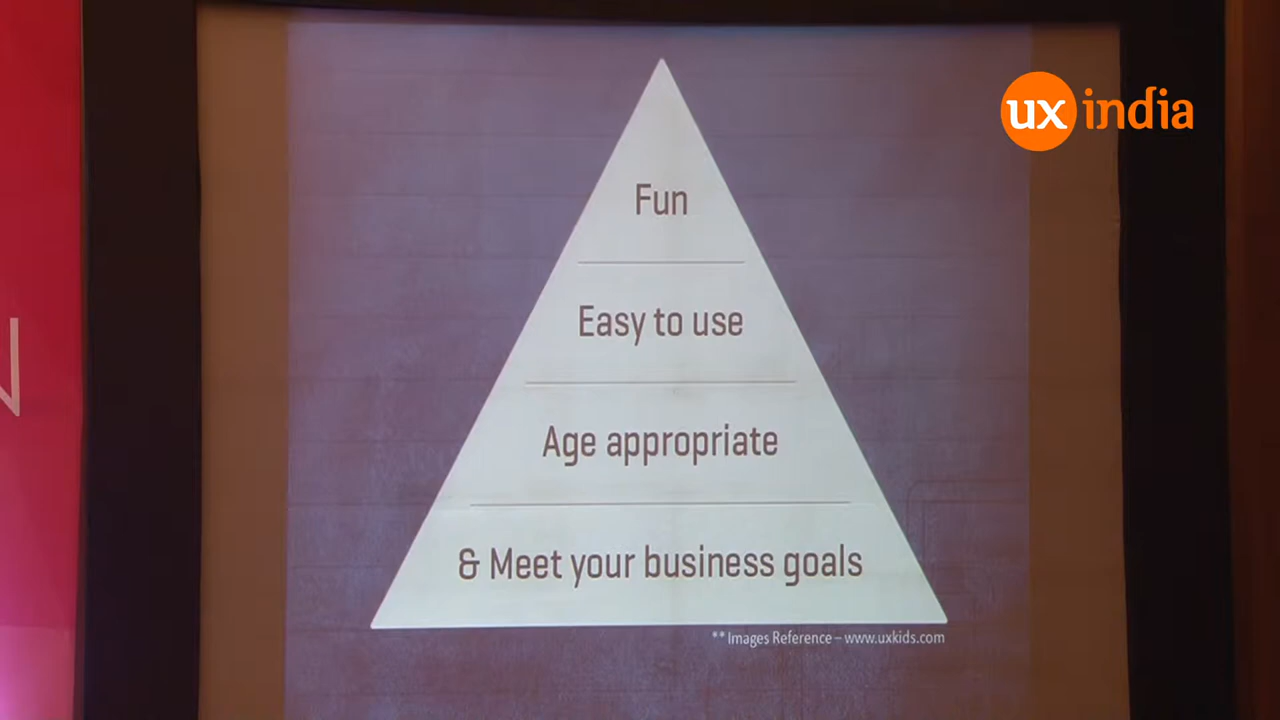 ux india
Fun
Easy to use
Age appropriate
& Meet your business goals
** Images Reference – www.uxkids.com